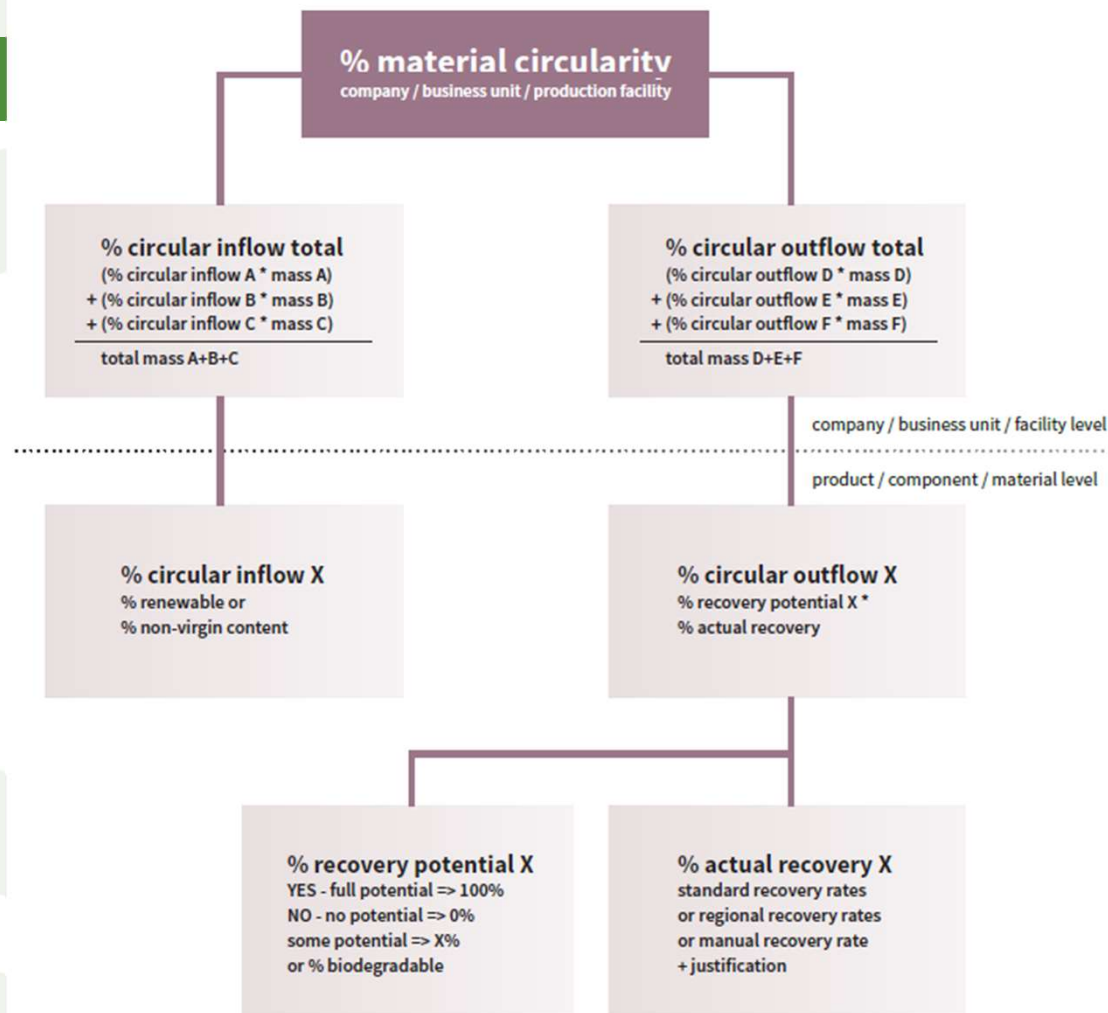 % material circularity
company / business unit / production facility
% circular inflow total
(% circular inflow A * mass A)
+ (% circular inflow B * mass B)
+ (% circular inflow C * mass C)
total mass A+B+C
% circular outflow total
(% circular outflow D * mass D)
+ (% circular outflow E * mass E)
+ (% circular outflow F * mass F)
total mass D+E+F
company / business unit / facility level
product / component / material level
% circular inflow X
% renewable or
% non-virgin content
% circular outflow X
% recovery potential X *
% actual recovery
% recovery potential X
YES - full potential => 100%
NO - no potential => 0%
some potential => X%
or % biodegradable
% actual recovery X
standard recovery rates
or regional recovery rates
or manual recovery rate
+ justification